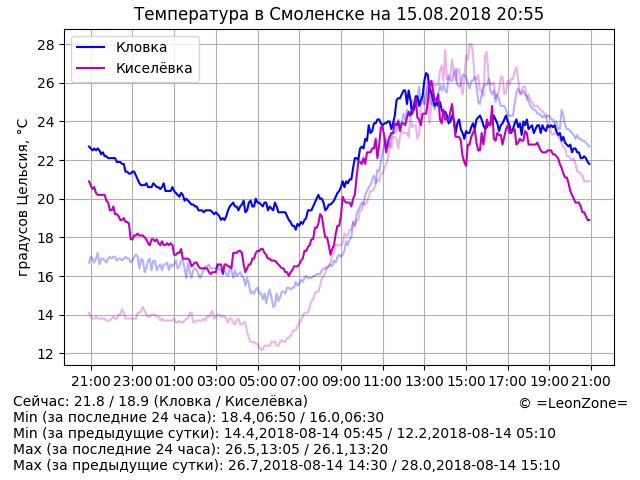 Температура в Смоленске на 15.08.2018 20:55
Кловка
Киселёвка
градусов Цельсия, °C
28
26
24
22
20
18
16
14
12
21:00 23:00 01:00 03:00 05:00 07:00 09:00 11:00 13:00 15:00 17:00 19:00 21:00
Сейчас: 21.8 / 18.9 (Кловка / Киселёвка)
© =LeonZone=
Min (за последние 24 часа): 18.4,06:50 / 16.0,06:30
Min (за предыдущие сутки): 14.4,2018-08-14 05:45 / 12.2,2018-08-14 05:10
Max (за последние 24 часа): 26.5,13:05 / 26.1,13:20
Max (за предыдущие сутки): 26.7,2018-08-14 14:30 / 28.0,2018-08-14 15:10